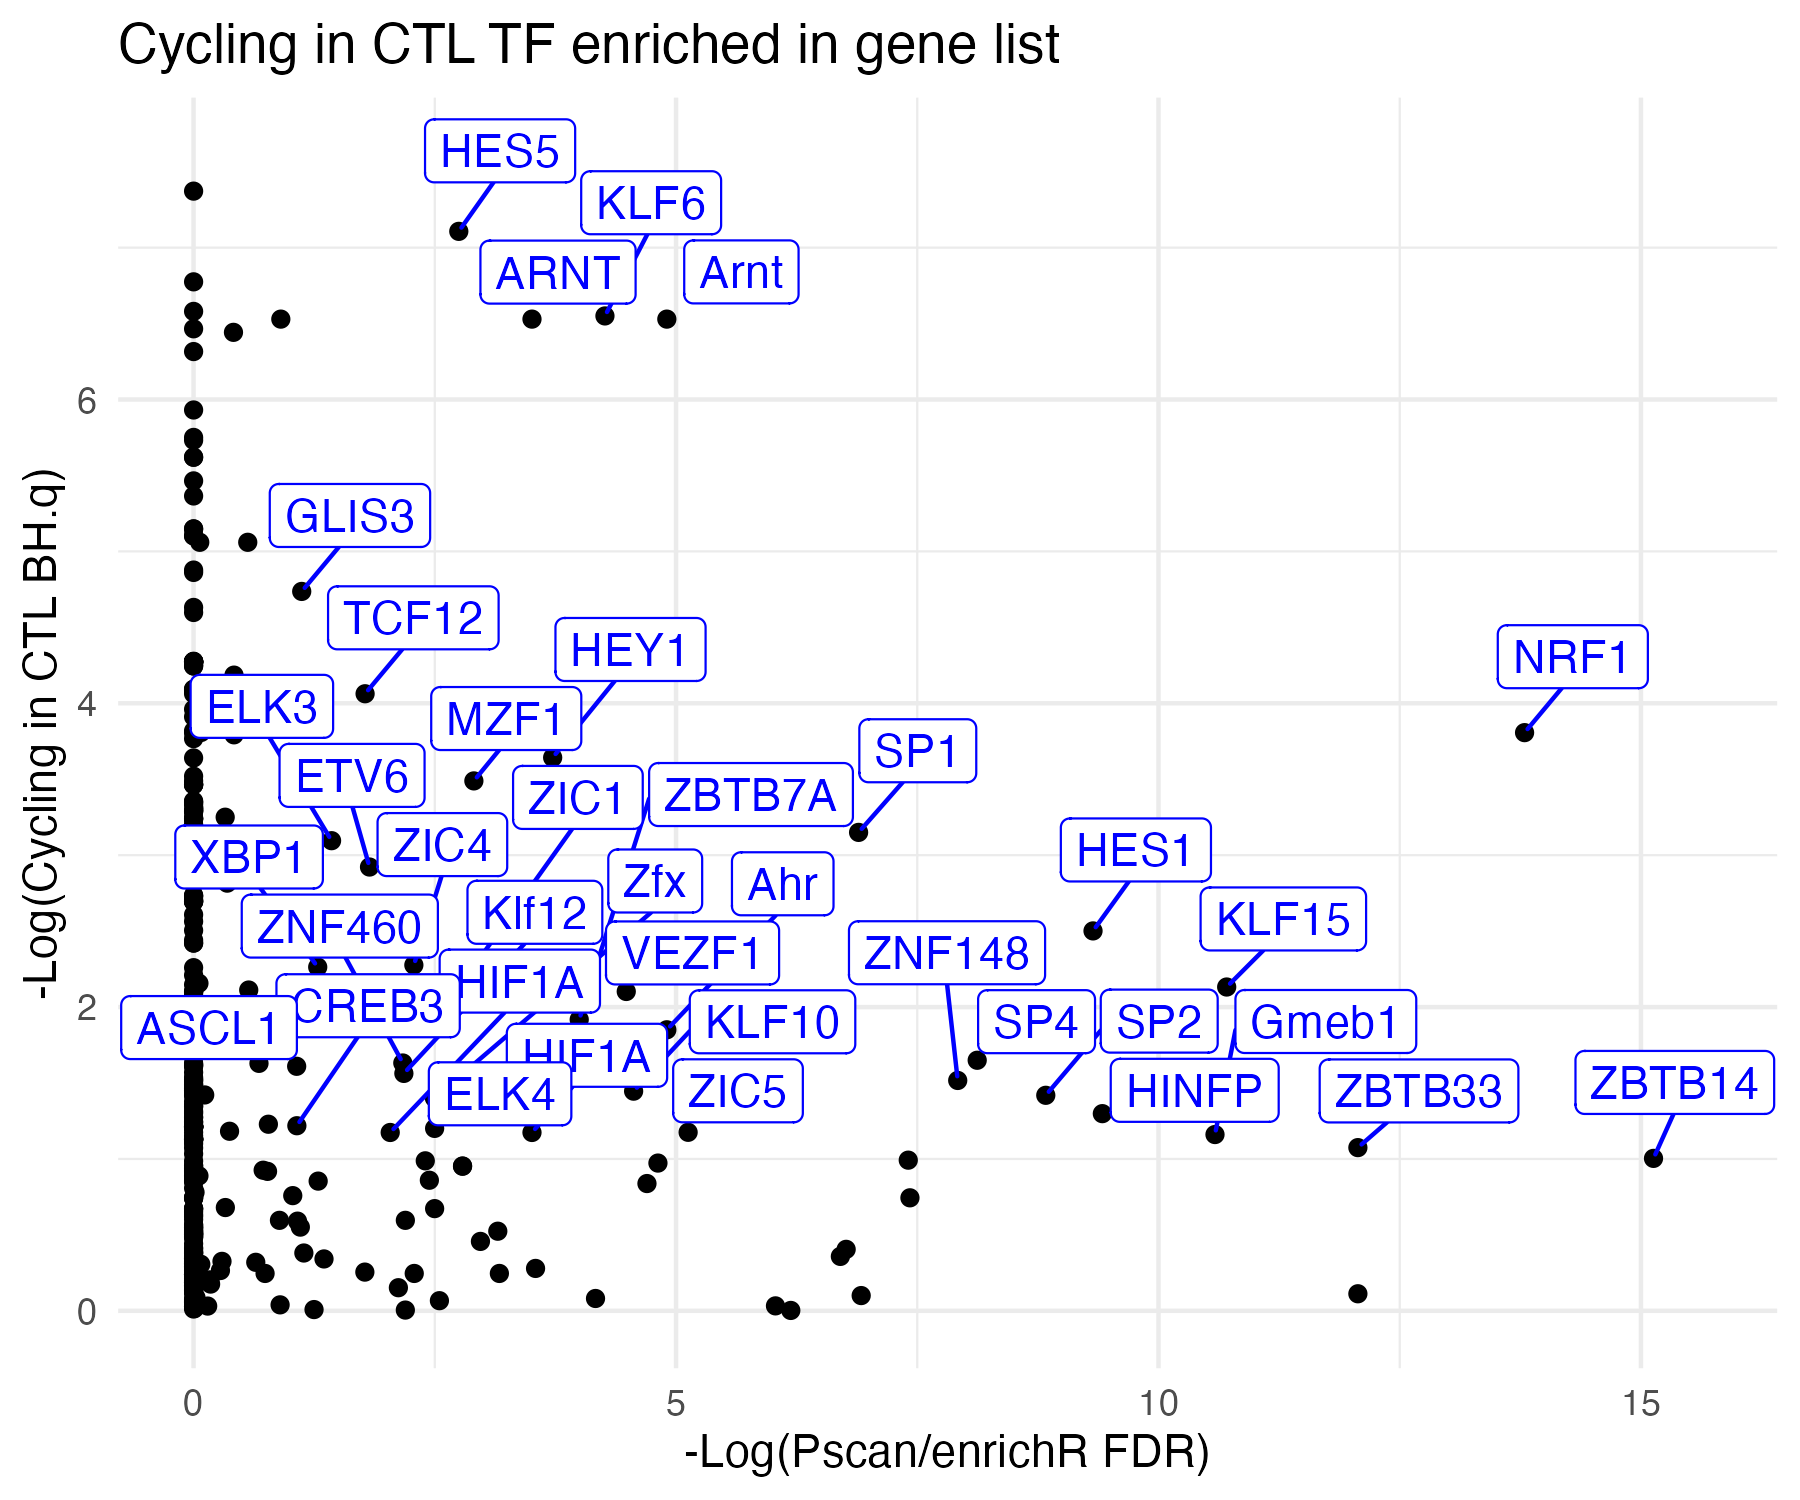 Cycling in CTL TF enriched in gene list
HES5
KLF6
ARNT
Arnt
6
GLIS3
TCF12
HEY1
NRF1
ELK3
MZF1
4
SP1
ETV6
ZIC1
ZBTB7A
XBP1
ZIC4
HES1
Zfx
Ahr
Klf12
KLF15
ZNF460
VEZF1
ZNF148
HIF1A
CREB3
2
ASCL1
KLF10
SP4
SP2
Gmeb1
HIF1A
ELK4
ZIC5
HINFP
ZBTB33
ZBTB14
0
-Log(Cycling in CTL BH.q)
0
5
10
15
-Log(Pscan/enrichR FDR)